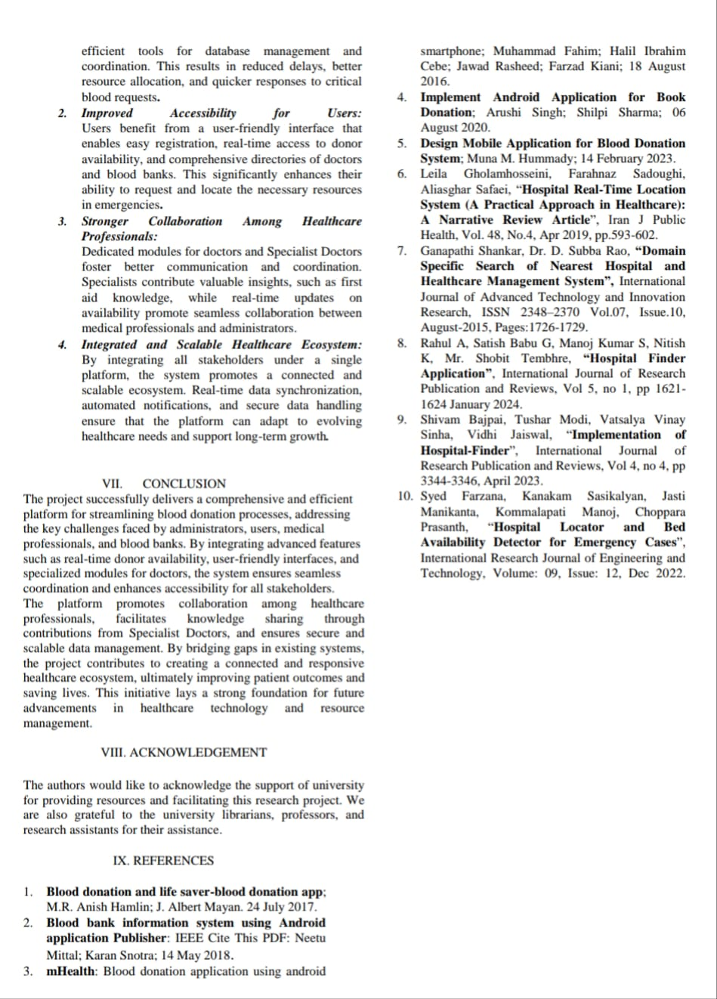 efficient tools for database management and
coordination. This results in reduced delays, better
resource allocation, and quicker responses to critical
blood requests.
2. Improved Accessibility for Users:
Users benefit from a user-friendly interface that
enables easy registration, real-time access to donor
availability, and comprehensive directories of doctors
and blood banks. This significantly enhances their
ability to request and locate the necessary resources
in emergencies.
3. Stronger Collaboration Among Healthcare
Professionals:
Dedicated modules for doctors and Specialist Doctors
foster better communication and coordination.
Specialists contribute valuable insights, such as first
aid knowledge, while real-time updates on
availability promote seamless collaboration between
medical professionals and administrators.
4. Integrated and Scalable Healthcare Ecosystem:
By integrating all stakeholders under a single
platform, the system promotes a connected and
scalable ecosystem. Real-time data synchronization,
automated notifications, and secure data handling
ensure that the platform can adapt to evolving
healthcare needs and support long-term growth.
VII. CONCLUSION
The project successfully delivers a comprehensive and efficient
platform for streamlining blood donation processes, addressing
the key challenges faced by administrators, users, medical
professionals, and blood banks. By integrating advanced features
such as real-time donor availability, user-friendly interfaces, and
specialized modules for doctors, the system ensures seamless
coordination and enhances accessibility for all stakeholders.
The platform promotes collaboration among healthcare
professionals, facilitates knowledge sharing through
contributions from Specialist Doctors, and ensures secure and
scalable data management. By bridging gaps in existing systems,
the project contributes to creating a connected and responsive
healthcare ecosystem, ultimately improving patient outcomes and
saving lives. This initiative lays a strong foundation for future
advancements in healthcare technology and resource
management.
VIII. ACKNOWLEDGEMENT
The authors would like to acknowledge the support of university
for providing resources and facilitating this research project. We
are also grateful to the university librarians, professors, and
research assistants for their assistance.
IX. REFERENCES
1. Blood donation and life saver-blood donation app;
M.R. Anish Hamlin; J. Albert Mayan. 24 July 2017.
2. Blood bank information system using Android
application Publisher: IEEE Cite This PDF: Neetu
Mittal; Karan Snotra; 14 May 2018.
3. mHealth: Blood donation application using android
smartphone; Muhammad Fahim; Halil Ibrahim
Cebe; Jawad Rasheed; Farzad Kiani; 18 August
2016.
4. Implement Android Application for Book
Donation; Arushi Singh; Shilpi Sharma; 06
August 2020.
5. Design Mobile Application for Blood Donation
System; Muna M. Hummady; 14 February 2023.
6. Leila Gholamhosseini, Farahnaz Sadoughi,
Aliasghar Safaei, “Hospital Real-Time Location
System (A Practical Approach in Healthcare):
A Narrative Review Article”, Iran J Public
Health, Vol. 48, No.4, Apr 2019, pp.593-602.
7. Ganapathi Shankar, Dr. D. Subba Rao, “Domain
Specific Search of Nearest Hospital and
Healthcare Management System”, International
Journal of Advanced Technology and Innovation
Research, ISSN 2348–2370 Vol.07, Issue.10,
August-2015, Pages:1726-1729.
8. Rahul A, Satish Babu G, Manoj Kumar S, Nitish
K, Mr. Shobit Tembhre, “Hospital Finder
Application”, International Journal of Research
Publication and Reviews, Vol 5, no 1, pp 1621-
1624 January 2024.
9. Shivam Bajpai, Tushar Modi, Vatsalya Vinay
Sinha, Vidhi Jaiswal, “Implementation of
Hospital-Finder”, International Journal of
Research Publication and Reviews, Vol 4, no 4, pp
3344-3346, April 2023.
10. Syed Farzana, Kanakam Sasikalyan, Jasti
Manikanta, Kommalapati Manoj, Choppara
Prasanth, “Hospital Locator and Bed
Availability Detector for Emergency Cases”,
International Research Journal of Engineering and
Technology, Volume: 09, Issue: 12, Dec 2022.